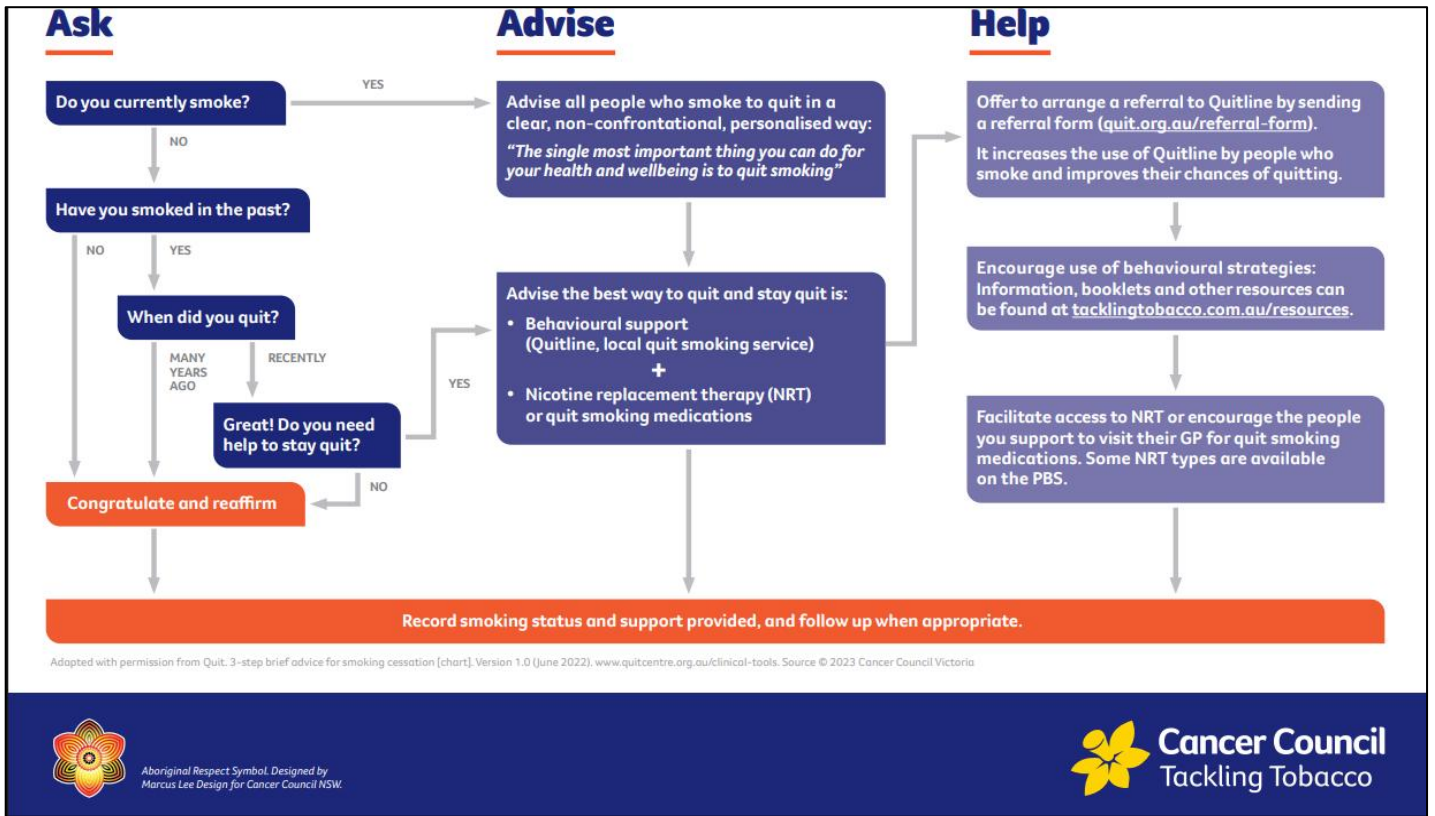 Ask
Do you currently smoke?
YES
NO
Have you smoked in the past?
NO
YES
When did you quit?
MANY
YEARS
AGO
RECENTLY
Great! Do you need
help to stay quit?
YES
NO
Congratulate and reaffirm
Advise
Advise all people who smoke to quit in a
clear, non-confrontational, personalised way:
“The single most important thing you can do for
your health and wellbeing is to quit smoking”
Advise the best way to quit and stay quit is:
• Behavioural support
(Quitline, local quit smoking service)
+
• Nicotine replacement therapy (NRT)
or quit smoking medications
Help
Offer to arrange a referral to Quitline by sending
a referral form (quit.org.au/referral-form).
It increases the use of Quitline by people who
smoke and improves their chances of quitting.
Encourage use of behavioural strategies:
Information, booklets and other resources can
be found at tacklingtobacco.com.au/resources.
Facilitate access to NRT or encourage the people
you support to visit their GP for quit smoking
medications. Some NRT types are available
on the PBS.
Record smoking status and support provided, and follow up when appropriate.
Adapted with permission from Quit. 3-step brief advice for smoking cessation [chart]. Version 1.0 (June 2022). www.quitcentre.org.au/clinical-tools. Source © 2023 Cancer Council Victoria
Aboriginal Respect Symbol. Designed by
Marcus Lee Design for Cancer Council NSW.
Cancer Council
Tackling Tobacco